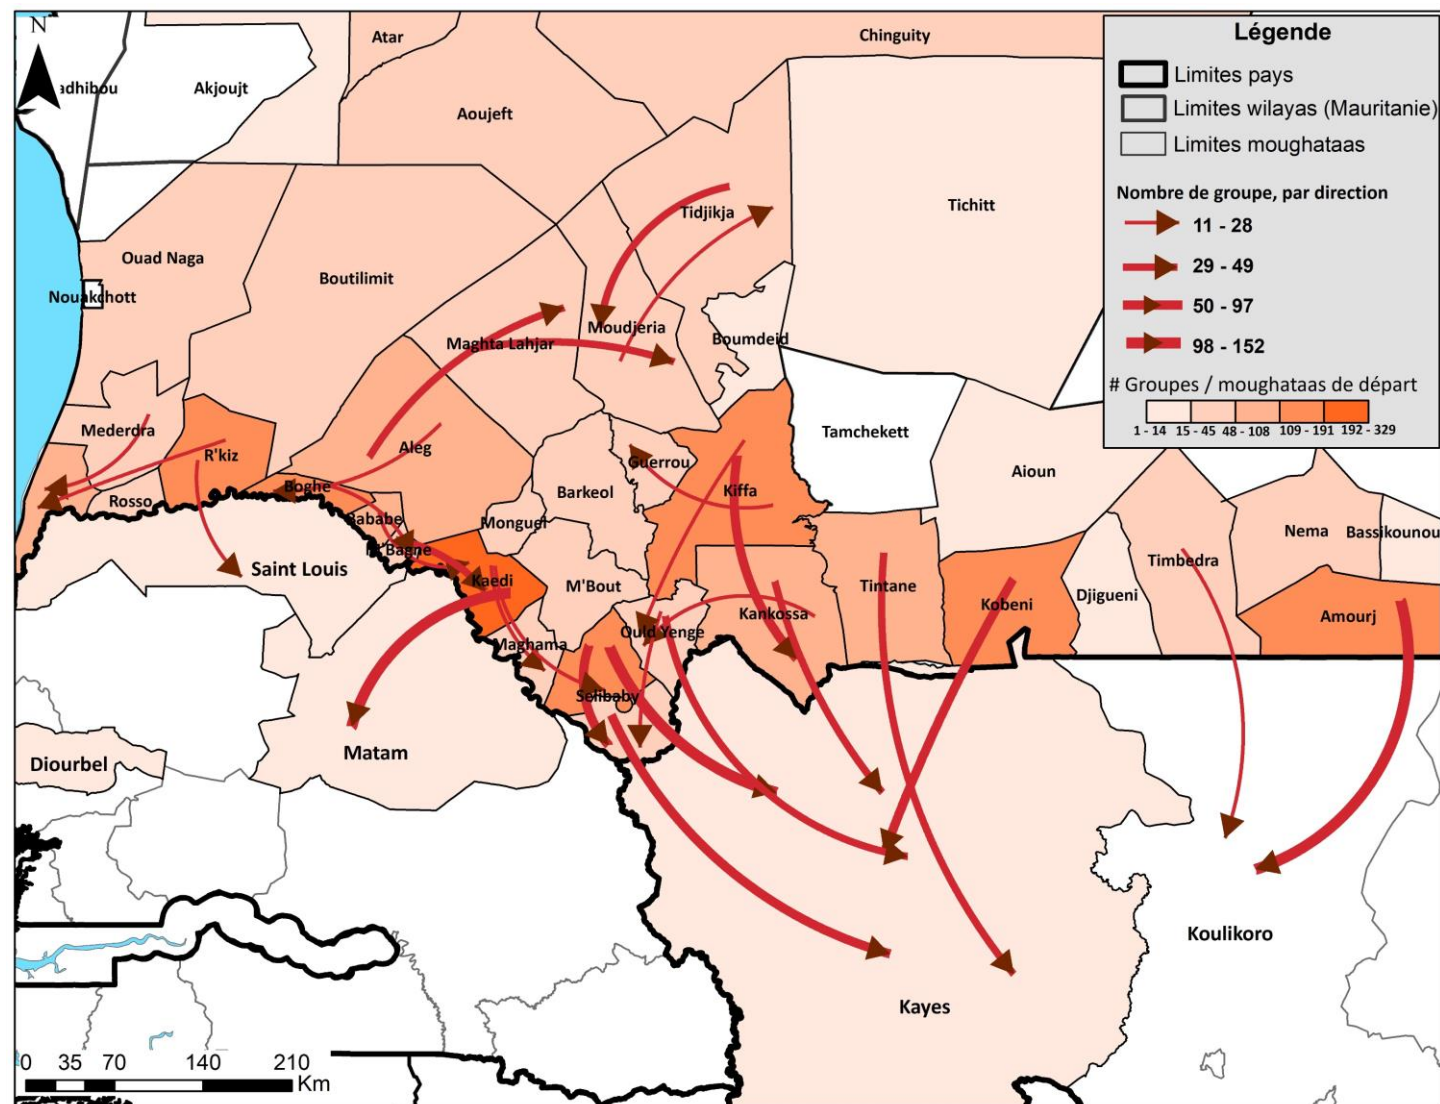 N
Atar
Chinguity
adhibou
Akjoujt
Aoujeft
Tichitt
Tidjikja
Ouad Naga
Boutilimit
Nouakchott
Moudjeria
Boumdeid
Maghta Lahjar
Mederdra
R'kiz
Aleg
Tamchekett
Guerrou
Kiffa
Aioun
Rosso
Boghe
Bababe
Monguel
Barkeol
M'Bagne
Nema
Bassikounou
Timbedra
Saint Louis
Kaedi
M'Bout
Tintane
Kobeni
Djigueni
Kankossa
Amourj
Ould Yenge
Maghama
Selibaby
Matam
Diourbel
Koulikoro
Kayes
0 35 70 140 210
Km
Légende
Limites pays
Limites wilayas (Mauritanie)
Limites moughataas
Nombre de groupe, par direction
11 - 28
29 - 49
50 - 97
98 - 152
# Groupes / moughataas de départ
1 - 14 15 - 45 48 - 108 109 - 191 192 - 329